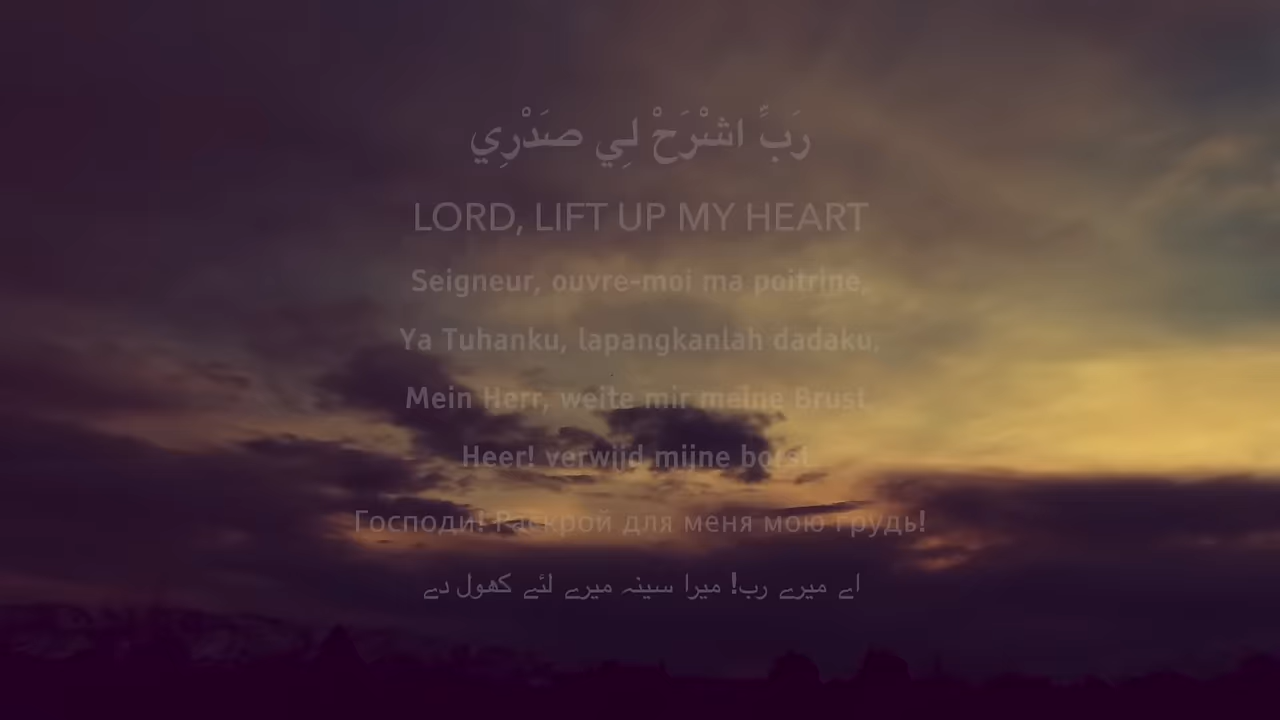 رَبِّ اشْرَحْ لِي صَدْرِي
LORD, LIFT UP MY HEART
Seigneur, ouvre-moi ma poitrine,
Ya Tuhanku, lapangkanlah dadaku,
Mein Herr, weite mir meine Brust
Heer! verwijd mijne borst
Господи! Раскрой для меня мою грудь!
اے میرے رب! میرا سینہ میرے لئے کھول دے